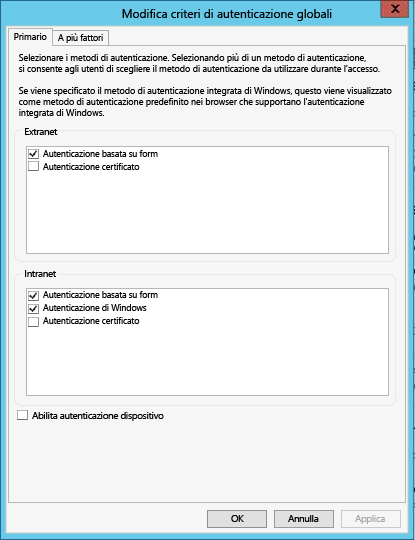 Modifica criteri di autenticazione globali
Primario
A più fattori
Selezionare i metodi di autenticazione. Selezionando più di un metodo di autenticazione,
si consente agli utenti di scegliere il metodo di autenticazione da utilizzare durante l'accesso.
Se viene specificato il metodo di autenticazione integrata di Windows, questo viene visualizzato
come metodo di autenticazione predefinito nei browser che supportano l'autenticazione
integrata di Windows.
Extranet
Autenticazione basata su form
Autenticazione certificato
Intranet
Autenticazione basata su form
Autenticazione di Windows
Autenticazione certificato
Abilita autenticazione dispositivo
OK
Annulla
Applica